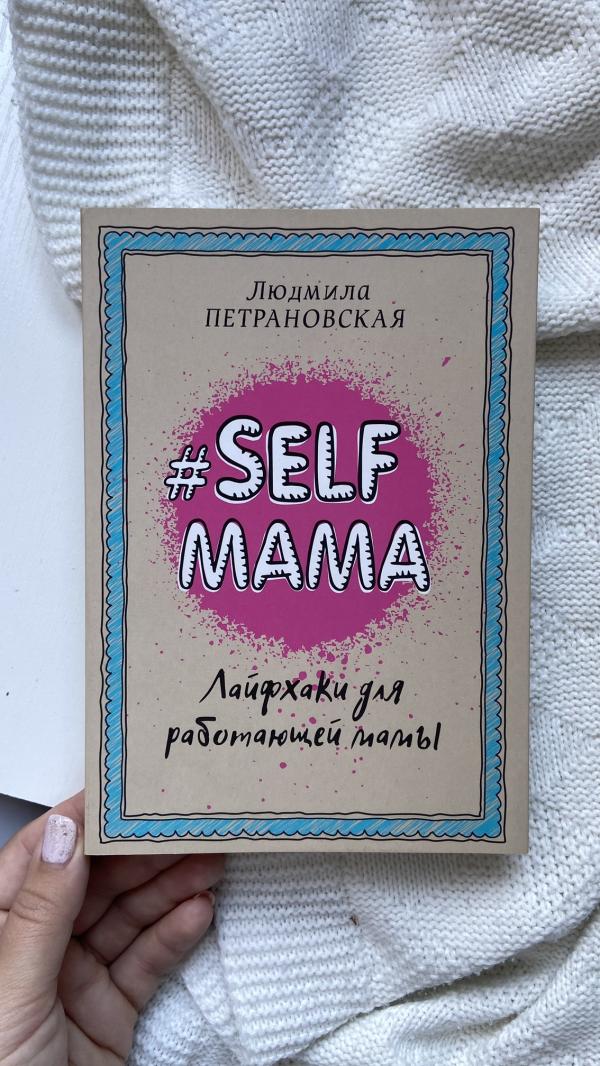 Людмила
ПЕТРАНОВСКАЯ
#SELF
MAMA
Лайфхаки для
работающей мамы